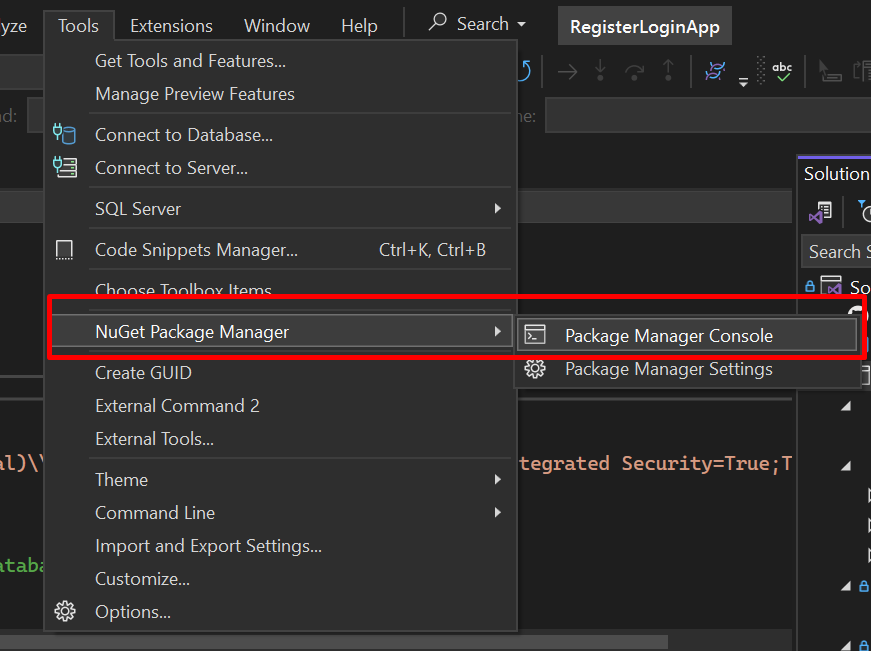 yze Tools Extensions Window Help Search RegisterLoginApp
Get Tools and Features...
Manage Preview Features
abc
d:
Connect to Database...
e:
Connect to Server...
Solution
SQL Server
Code Snippets Manager... Ctrl+K, Ctrl+B
Search S
Choose Toolbox Items...
So
NuGet Package Manager
Package Manager Console
Package Manager Settings
Create GUID
External Command 2
External Tools...
al)\\
tegrated Security=True;T
Theme
Command Line
Import and Export Settings...
ataba
Customize...
Options...